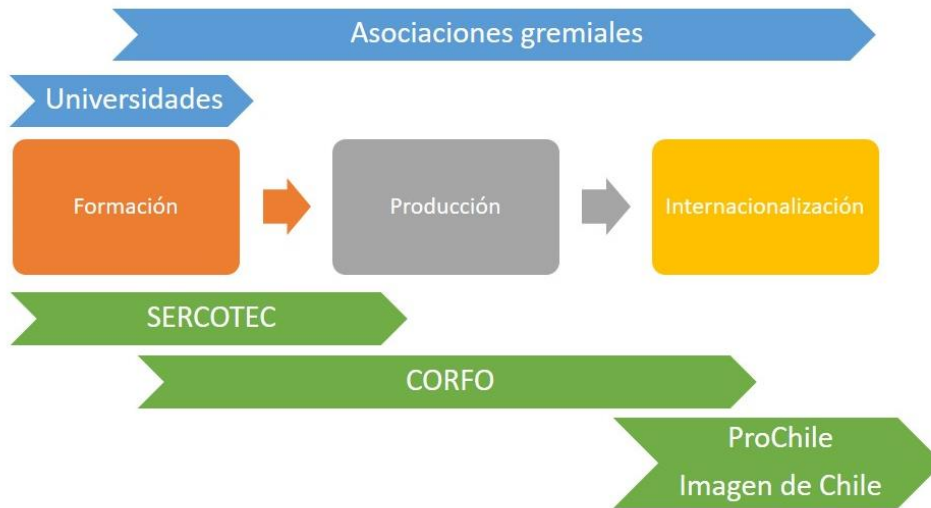 Asociaciones gremiales
Universidades
Formación
Producción
Internacionalización
SERCOTEC
CORFO
ProChile
Imagen de Chile